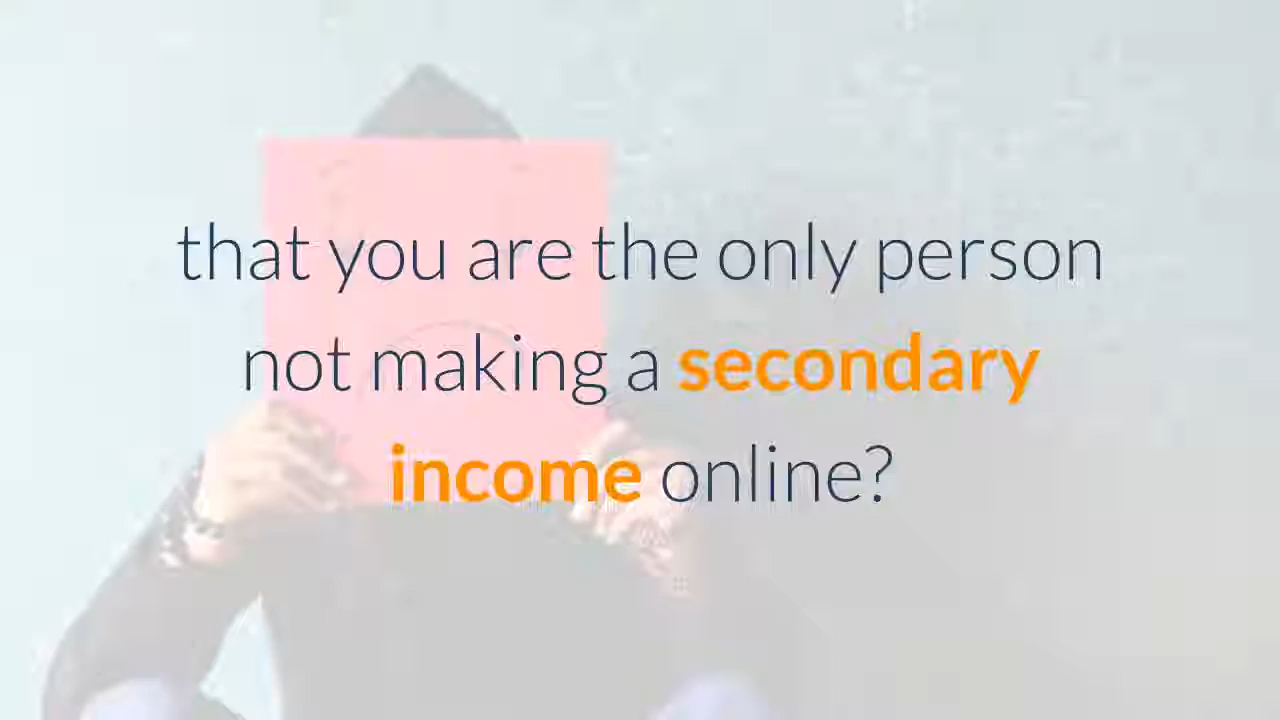 that you are the only person
not making a secondary
income online?